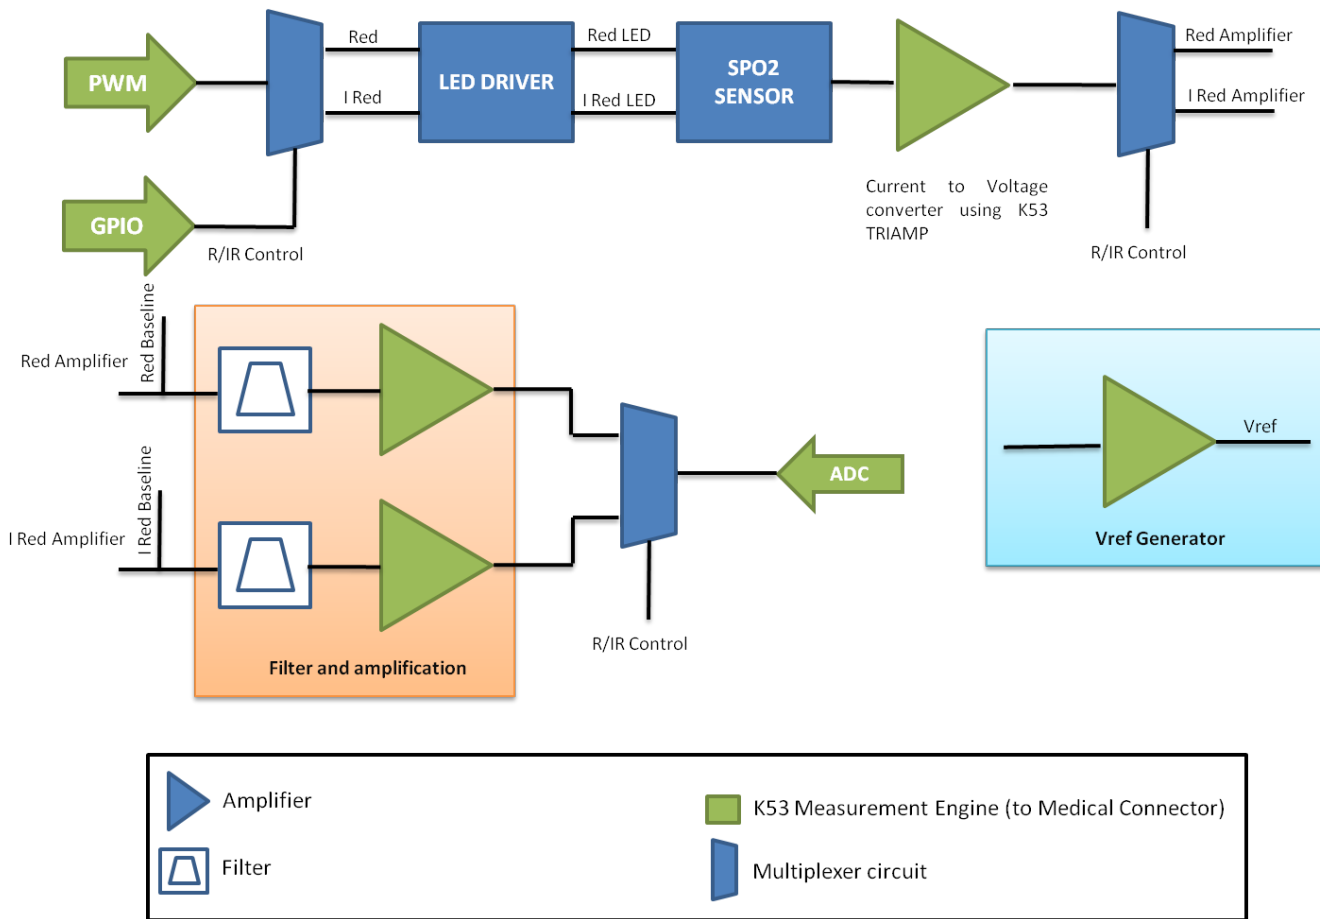 Red
Red LED
Red Amplifier
PWM
LED DRIVER
SPO2
SENSOR
I Red
I Red LED
I Red Amplifier
Current to Voltage
converter using K53
TRIAMP
GPIO
R/IR Control
R/IR Control
Red Baseline
Red Amplifier
Vref
ADC
I Red Baseline
I Red Amplifier
Vref Generator
R/IR Control
Filter and amplification
Amplifier
K53 Measurement Engine (to Medical Connector)
Filter
Multiplexer circuit